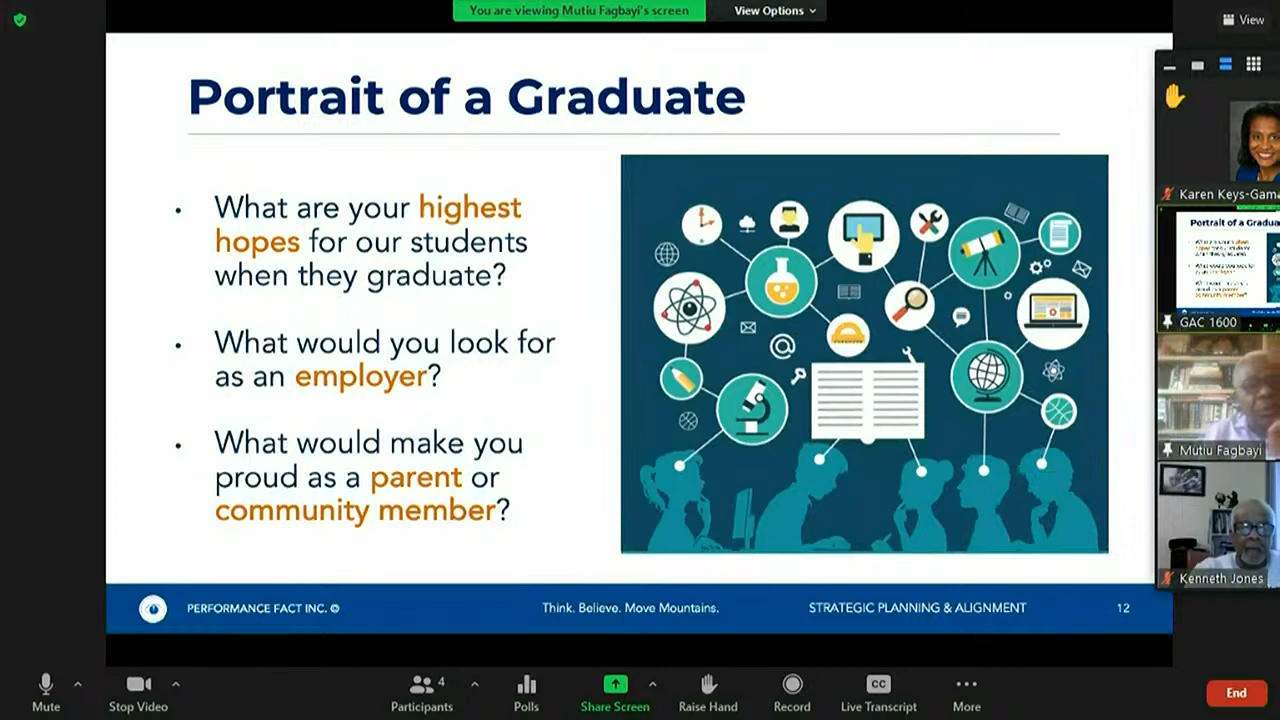 You are viewing Mutiu Fagbayi's screen
View Options
View
Portrait of a Graduate
• What are your highest
hopes for our students
when they graduate?
• What would you look for
as an employer?
• What would make you
proud as a parent or
community member?
@
PERFORMANCE FACT INC. ©
Think. Believe. Move Mountains.
STRATEGIC PLANNING & ALIGNMENT
12
Karen Keys-Gam
Portrait of a Gradua
GAC 1600
Mutiu Fagbayi
Kenneth Jones
Mute
Stop Video
4
Participants
Polls
Share Screen
Raise Hand
Record
CC
Live Transcript
More
End